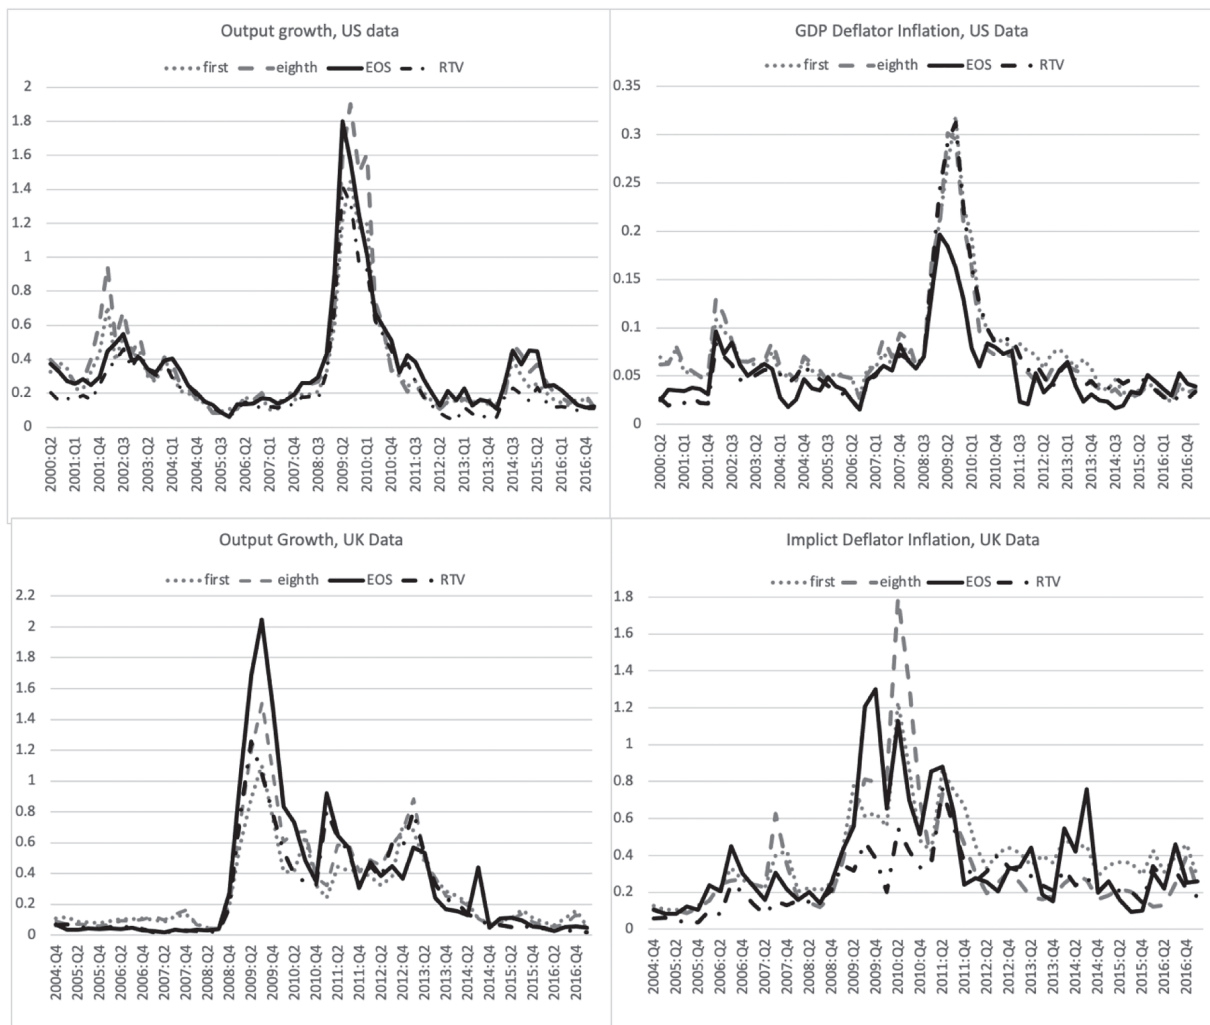 Output growth, US data
first eighth EOS RTV
2
1.8
1.6
1.4
1.2
1
0.8
0.6
0.4
0.2
0
2000:Q2
2001:Q1
2001:Q4
2002:Q3
2003:Q2
2004:Q1
2004:Q4
2005:Q3
2006:Q2
2007:Q1
2007:Q4
2008:Q3
2009:Q2
2010:Q1
2010:Q4
2011:Q3
2012:Q2
2013:Q1
2013:Q4
2014:Q3
2015:Q2
2016:Q1
2016:Q4
GDP Deflator Inflation, US Data
first eighth EOS RTV
0.35
0.3
0.25
0.2
0.15
0.1
0.05
0
2000:Q2
2001:Q1
2001:Q4
2002:Q3
2003:Q2
2004:Q1
2004:Q4
2005:Q3
2006:Q2
2007:Q1
2007:Q4
2008:Q3
2009:Q2
2010:Q1
2010:Q4
2011:Q3
2012:Q2
2013:Q1
2013:Q4
2014:Q3
2015:Q2
2016:Q1
2016:Q4
Output Growth, UK Data
first eighth EOS RTV
2.2
2
1.8
1.6
1.4
1.2
1
0.8
0.6
0.4
0.2
0
2004:Q4
2005:Q2
2005:Q4
2006:Q2
2006:Q4
2007:Q2
2007:Q4
2008:Q2
2008:Q4
2009:Q2
2009:Q4
2010:Q2
2010:Q4
2011:Q2
2011:Q4
2012:Q2
2012:Q4
2013:Q2
2013:Q4
2014:Q2
2014:Q4
2015:Q2
2015:Q4
2016:Q2
2016:Q4
Implict Deflator Inflation, UK Data
first eighth EOS RTV
1.8
1.6
1.4
1.2
1
0.8
0.6
0.4
0.2
0
2004:Q4
2005:Q2
2005:Q4
2006:Q2
2006:Q4
2007:Q2
2007:Q4
2008:Q2
2008:Q4
2009:Q2
2009:Q4
2010:Q2
2010:Q4
2011:Q2
2011:Q4
2012:Q2
2012:Q4
2013:Q2
2013:Q4
2014:Q2
2014:Q4
2015:Q2
2015:Q4
2016:Q2
2016:Q4